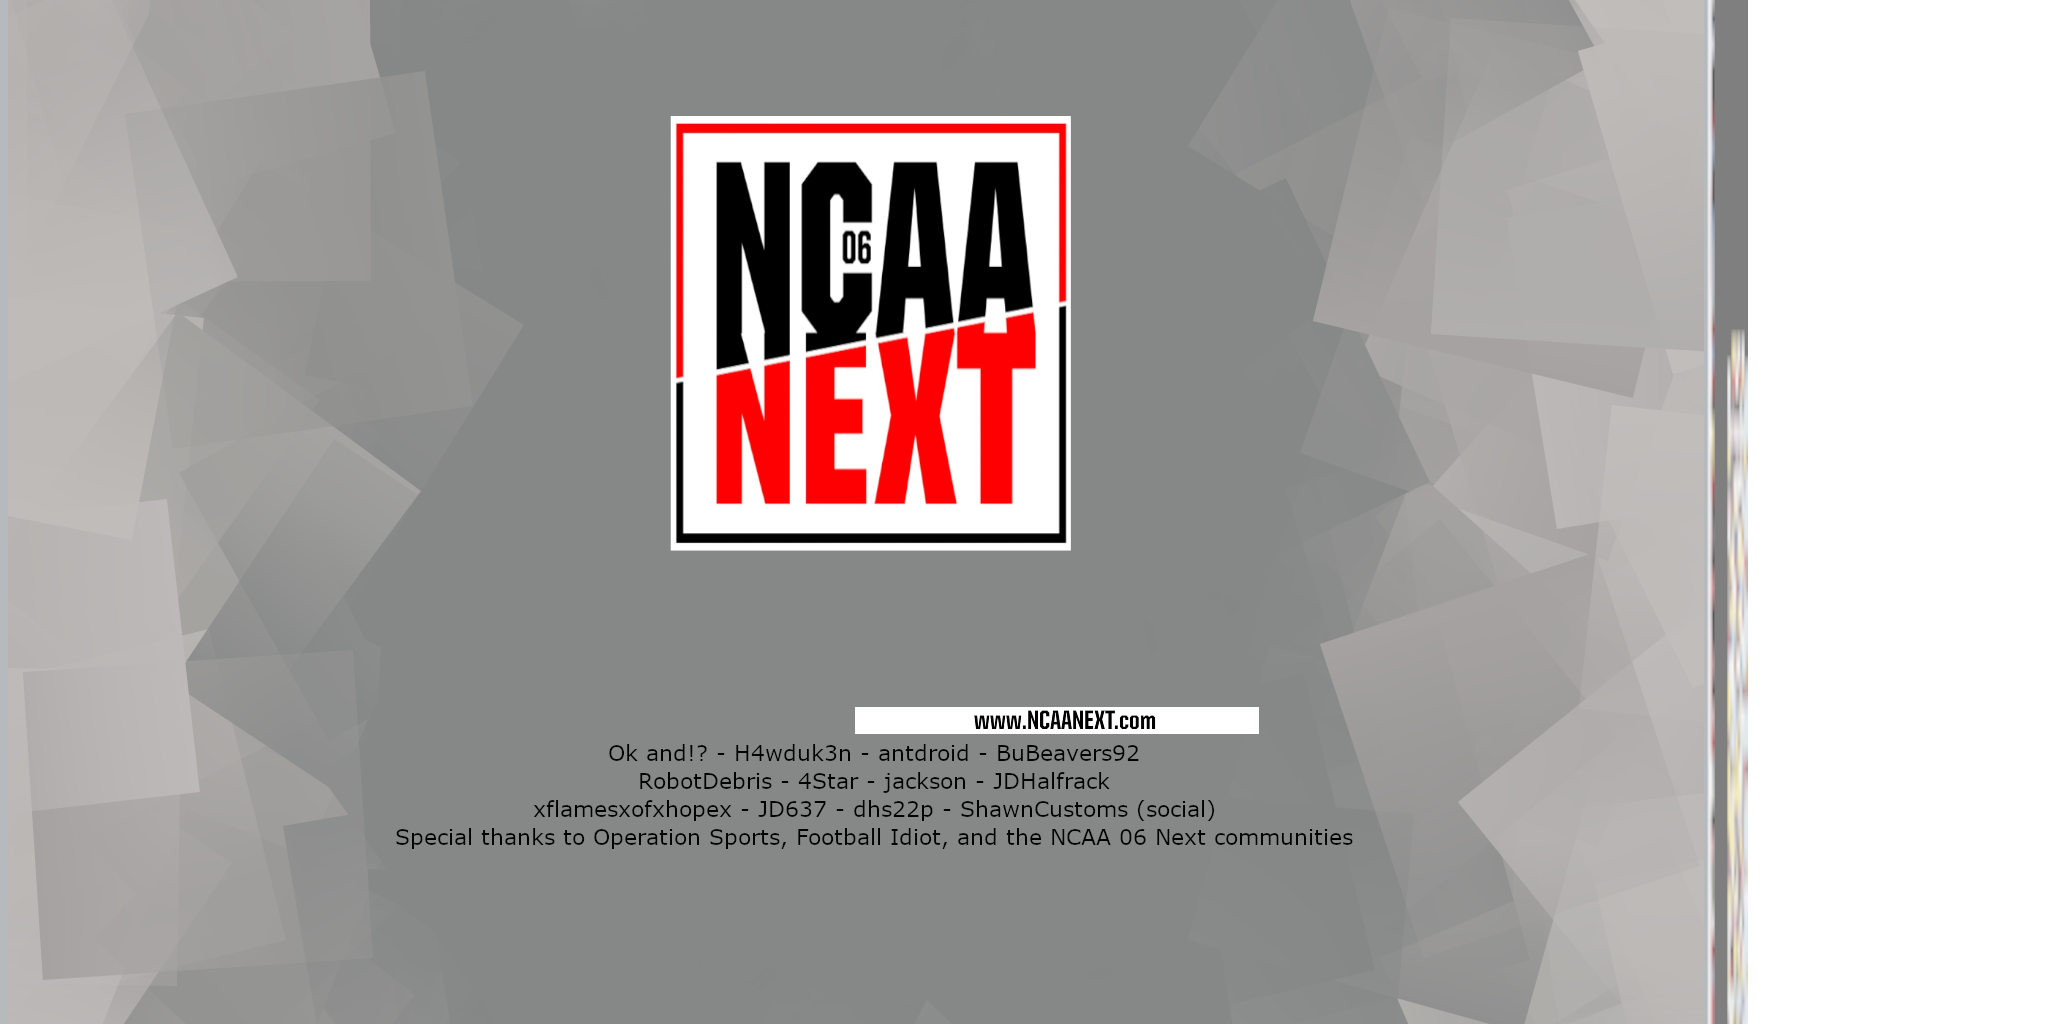 NCAA
06
NEXT
www.NCAANEXT.com
Ok and!? - H4wduk3n - antdroid - BuBeavers92
RobotDebris - 4Star - jackson - JDHalfrack
xflamesxofxhopex - JD637 - dhs22p - ShawnCustoms (social)
Special thanks to Operation Sports, Football Idiot, and the NCAA 06 Next communities